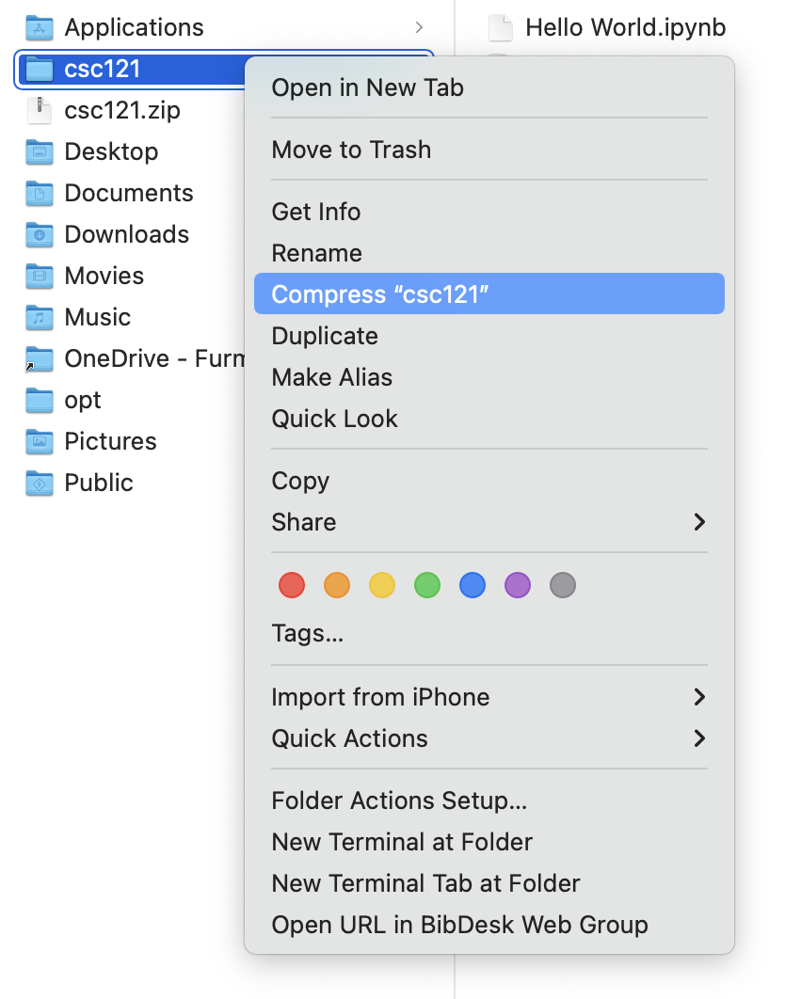 Applications
csc121
csc121.zip
Desktop
Documents
Downloads
Movies
Music
OneDrive - Furm
opt
Pictures
Public
Hello World.ipynb
Open in New Tab
Move to Trash
Get Info
Rename
Compress “csc121”
Duplicate
Make Alias
Quick Look
Copy
Share
Tags...
Import from iPhone
Quick Actions
Folder Actions Setup...
New Terminal at Folder
New Terminal Tab at Folder
Open URL in BibDesk Web Group